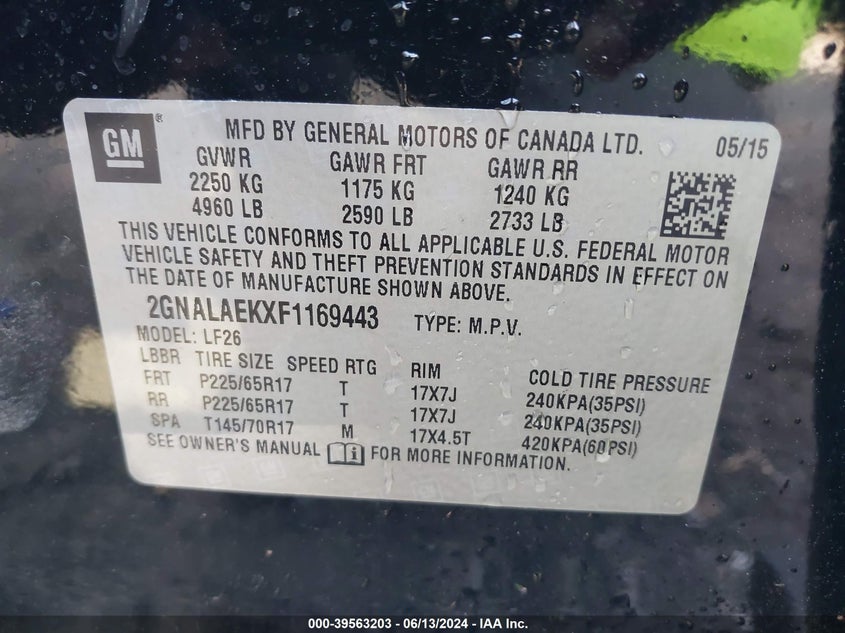 GM ® MFD BY GENERAL MOTORS OF CANADA LTD. 05/15
GVWR GAWR FRT GAWR RR
2250 KG 1175 KG 1240 KG
4960 LB 2590 LB 2733 LB
THIS VEHICLE CONFORMS TO ALL APPLICABLE U.S. FEDERAL MOTOR
VEHICLE SAFETY AND THEFT PREVENTION STANDARDS IN EFFECT ON
THE DATE OF MANUFACTURE SHOWN ABOVE.
2GNALAEKXF1169443 TYPE: M.P.V.
MODEL: LF26
LBBR TIRE SIZE SPEED RTG RIM COLD TIRE PRESSURE
FRT P225/65R17 T 17X7J 240KPA(35PSI)
RR P225/65R17 T 17X7J 240KPA(35PSI)
SPA T145/70R17 M 17X4.5T 420KPA(60PSI)
SEE OWNER'S MANUAL i FOR MORE INFORMATION.
000-39563203 - 06/13/2024 - IAA Inc.